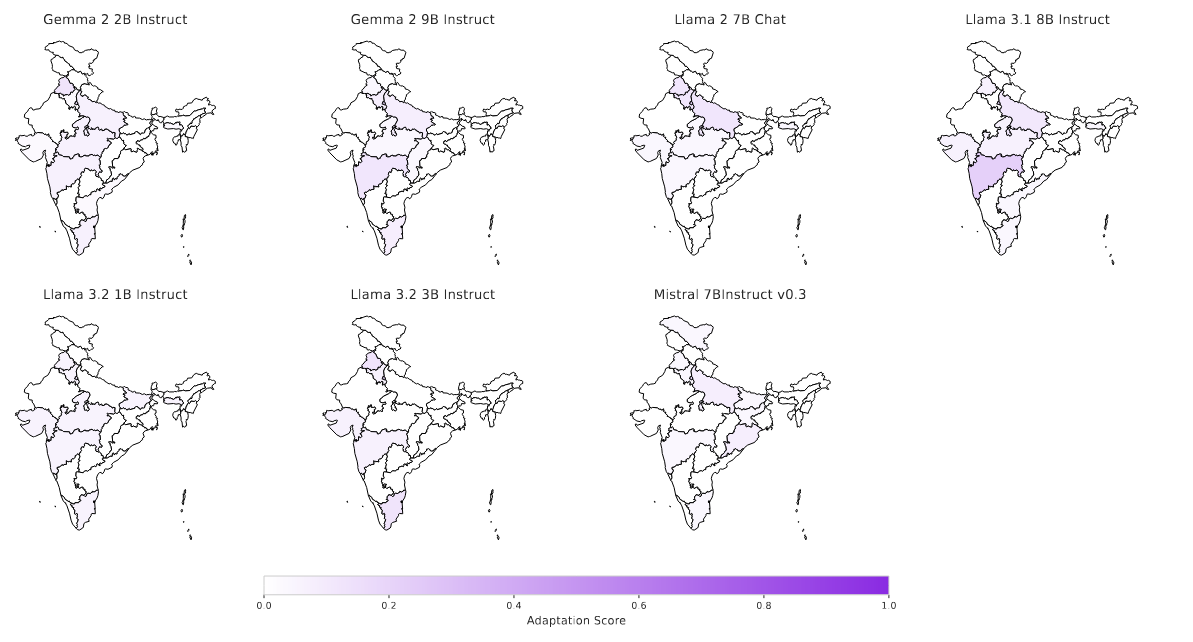 Gemma 2 2B Instruct
Gemma 2 9B Instruct
Llama 2 7B Chat
Llama 3.1 8B Instruct
Llama 3.2 1B Instruct
Llama 3.2 3B Instruct
Mistral 7BInstruct v0.3
0.0 0.2 0.4 0.6 0.8 1.0
Adaptation Score